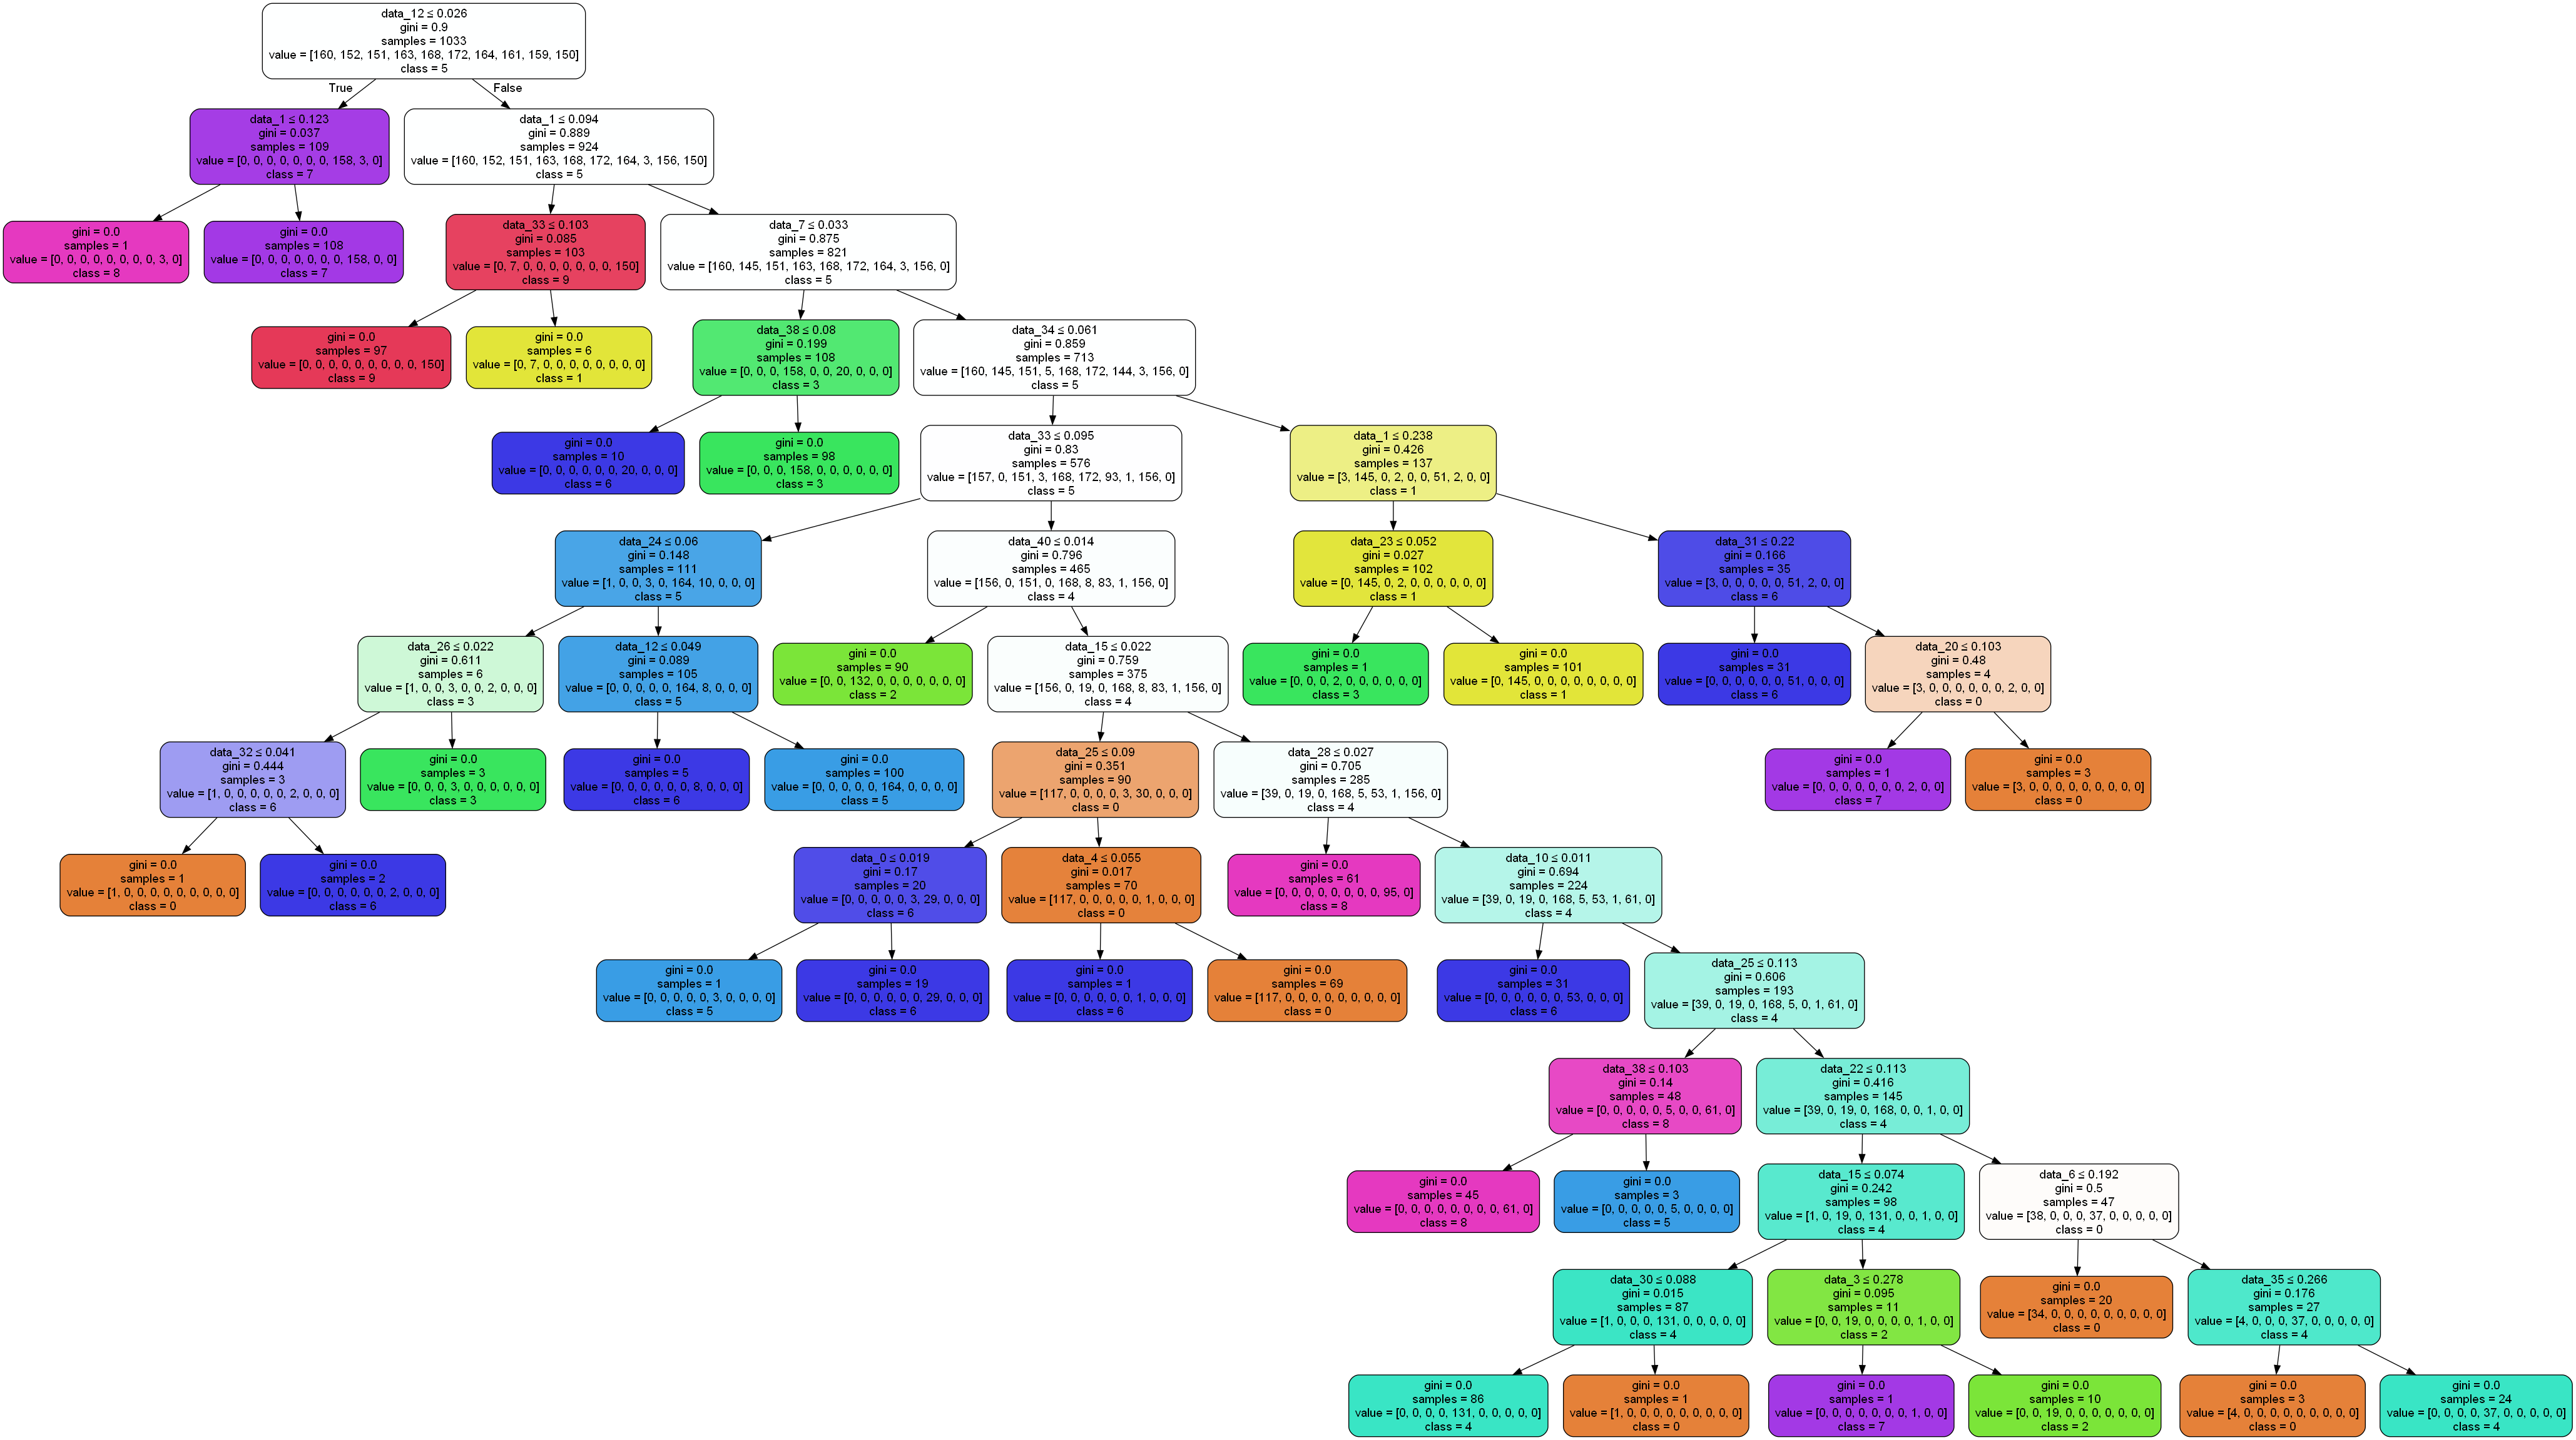 data_12 ≤ 0.026
gini = 0.9
samples = 1033
value = [160, 152, 151, 163, 168, 172, 164, 161, 159, 150]
class = 5
True
False
data_1 ≤ 0.123
gini = 0.037
samples = 109
value = [0, 0, 0, 0, 0, 0, 0, 158, 3, 0]
class = 7
data_1 ≤ 0.094
gini = 0.889
samples = 924
value = [160, 152, 151, 163, 168, 172, 164, 3, 156, 150]
class = 5
gini = 0.0
samples = 1
value = [0, 0, 0, 0, 0, 0, 0, 0, 3, 0]
class = 8
gini = 0.0
samples = 108
value = [0, 0, 0, 0, 0, 0, 0, 158, 0, 0]
class = 7
data_33 ≤ 0.103
gini = 0.085
samples = 103
value = [0, 7, 0, 0, 0, 0, 0, 0, 0, 150]
class = 9
data_7 ≤ 0.033
gini = 0.875
samples = 821
value = [160, 145, 151, 163, 168, 172, 164, 3, 156, 0]
class = 5
gini = 0.0
samples = 97
value = [0, 0, 0, 0, 0, 0, 0, 0, 0, 150]
class = 9
gini = 0.0
samples = 6
value = [0, 7, 0, 0, 0, 0, 0, 0, 0, 0]
class = 1
data_38 ≤ 0.08
gini = 0.199
samples = 108
value = [0, 0, 0, 158, 0, 0, 20, 0, 0, 0]
class = 3
data_34 ≤ 0.061
gini = 0.859
samples = 713
value = [160, 145, 151, 5, 168, 172, 144, 3, 156, 0]
class = 5
gini = 0.0
samples = 10
value = [0, 0, 0, 0, 0, 0, 20, 0, 0, 0]
class = 6
gini = 0.0
samples = 98
value = [0, 0, 0, 158, 0, 0, 0, 0, 0, 0]
class = 3
data_33 ≤ 0.095
gini = 0.83
samples = 576
value = [157, 0, 151, 3, 168, 172, 93, 1, 156, 0]
class = 5
data_1 ≤ 0.238
gini = 0.426
samples = 137
value = [3, 145, 0, 2, 0, 0, 51, 2, 0, 0]
class = 1
data_24 ≤ 0.06
gini = 0.148
samples = 111
value = [1, 0, 0, 3, 0, 164, 10, 0, 0, 0]
class = 5
data_40 ≤ 0.014
gini = 0.796
samples = 465
value = [156, 0, 151, 0, 168, 8, 83, 1, 156, 0]
class = 4
data_23 ≤ 0.052
gini = 0.027
samples = 102
value = [0, 145, 0, 2, 0, 0, 0, 0, 0, 0]
class = 1
data_31 ≤ 0.22
gini = 0.166
samples = 35
value = [3, 0, 0, 0, 0, 0, 51, 2, 0, 0]
class = 6
data_26 ≤ 0.022
gini = 0.611
samples = 6
value = [1, 0, 0, 3, 0, 0, 2, 0, 0, 0]
class = 3
data_12 ≤ 0.049
gini = 0.089
samples = 105
value = [0, 0, 0, 0, 0, 164, 8, 0, 0, 0]
class = 5
gini = 0.0
samples = 90
value = [0, 0, 132, 0, 0, 0, 0, 0, 0, 0]
class = 2
data_15 ≤ 0.022
gini = 0.759
samples = 375
value = [156, 0, 19, 0, 168, 8, 83, 1, 156, 0]
class = 4
gini = 0.0
samples = 1
value = [0, 0, 0, 2, 0, 0, 0, 0, 0, 0]
class = 3
gini = 0.0
samples = 101
value = [0, 145, 0, 0, 0, 0, 0, 0, 0, 0]
class = 1
gini = 0.0
samples = 31
value = [0, 0, 0, 0, 0, 0, 51, 0, 0, 0]
class = 6
data_20 ≤ 0.103
gini = 0.48
samples = 4
value = [3, 0, 0, 0, 0, 0, 0, 2, 0, 0]
class = 0
data_32 ≤ 0.041
gini = 0.444
samples = 3
value = [1, 0, 0, 0, 0, 0, 2, 0, 0, 0]
class = 6
gini = 0.0
samples = 3
value = [0, 0, 0, 3, 0, 0, 0, 0, 0, 0]
class = 3
gini = 0.0
samples = 5
value = [0, 0, 0, 0, 0, 0, 8, 0, 0, 0]
class = 6
gini = 0.0
samples = 100
value = [0, 0, 0, 0, 0, 164, 0, 0, 0, 0]
class = 5
data_25 ≤ 0.09
gini = 0.351
samples = 90
value = [117, 0, 0, 0, 0, 3, 30, 0, 0, 0]
class = 0
data_28 ≤ 0.027
gini = 0.705
samples = 285
value = [39, 0, 19, 0, 168, 5, 53, 1, 156, 0]
class = 4
gini = 0.0
samples = 1
value = [0, 0, 0, 0, 0, 0, 0, 2, 0, 0]
class = 7
gini = 0.0
samples = 3
value = [3, 0, 0, 0, 0, 0, 0, 0, 0, 0]
class = 0
gini = 0.0
samples = 1
value = [1, 0, 0, 0, 0, 0, 0, 0, 0, 0]
class = 0
gini = 0.0
samples = 2
value = [0, 0, 0, 0, 0, 0, 2, 0, 0, 0]
class = 6
data_0 ≤ 0.019
gini = 0.17
samples = 20
value = [0, 0, 0, 0, 0, 3, 29, 0, 0, 0]
class = 6
data_4 ≤ 0.055
gini = 0.017
samples = 70
value = [117, 0, 0, 0, 0, 0, 1, 0, 0, 0]
class = 0
gini = 0.0
samples = 61
value = [0, 0, 0, 0, 0, 0, 0, 0, 95, 0]
class = 8
data_10 ≤ 0.011
gini = 0.694
samples = 224
value = [39, 0, 19, 0, 168, 5, 53, 1, 61, 0]
class = 4
gini = 0.0
samples = 1
value = [0, 0, 0, 0, 0, 3, 0, 0, 0, 0]
class = 5
gini = 0.0
samples = 19
value = [0, 0, 0, 0, 0, 0, 29, 0, 0, 0]
class = 6
gini = 0.0
samples = 1
value = [0, 0, 0, 0, 0, 0, 1, 0, 0, 0]
class = 6
gini = 0.0
samples = 69
value = [117, 0, 0, 0, 0, 0, 0, 0, 0, 0]
class = 0
gini = 0.0
samples = 31
value = [0, 0, 0, 0, 0, 0, 53, 0, 0, 0]
class = 6
data_25 ≤ 0.113
gini = 0.606
samples = 193
value = [39, 0, 19, 0, 168, 5, 0, 1, 61, 0]
class = 4
data_38 ≤ 0.103
gini = 0.14
samples = 48
value = [0, 0, 0, 0, 0, 5, 0, 0, 61, 0]
class = 8
data_22 ≤ 0.113
gini = 0.416
samples = 145
value = [39, 0, 19, 0, 168, 0, 0, 1, 0, 0]
class = 4
gini = 0.0
samples = 45
value = [0, 0, 0, 0, 0, 0, 0, 0, 61, 0]
class = 8
gini = 0.0
samples = 3
value = [0, 0, 0, 0, 0, 5, 0, 0, 0, 0]
class = 5
data_15 ≤ 0.074
gini = 0.242
samples = 98
value = [1, 0, 19, 0, 131, 0, 0, 1, 0, 0]
class = 4
data_6 ≤ 0.192
gini = 0.5
samples = 47
value = [38, 0, 0, 0, 37, 0, 0, 0, 0, 0]
class = 0
data_30 ≤ 0.088
gini = 0.015
samples = 87
value = [1, 0, 0, 0, 131, 0, 0, 0, 0, 0]
class = 4
data_3 ≤ 0.278
gini = 0.095
samples = 11
value = [0, 0, 19, 0, 0, 0, 0, 1, 0, 0]
class = 2
gini = 0.0
samples = 20
value = [34, 0, 0, 0, 0, 0, 0, 0, 0, 0]
class = 0
data_35 ≤ 0.266
gini = 0.176
samples = 27
value = [4, 0, 0, 0, 37, 0, 0, 0, 0, 0]
class = 4
gini = 0.0
samples = 86
value = [0, 0, 0, 0, 131, 0, 0, 0, 0, 0]
class = 4
gini = 0.0
samples = 1
value = [1, 0, 0, 0, 0, 0, 0, 0, 0, 0]
class = 0
gini = 0.0
samples = 1
value = [0, 0, 0, 0, 0, 0, 0, 1, 0, 0]
class = 7
gini = 0.0
samples = 10
value = [0, 0, 19, 0, 0, 0, 0, 0, 0, 0]
class = 2
gini = 0.0
samples = 3
value = [4, 0, 0, 0, 0, 0, 0, 0, 0, 0]
class = 0
gini = 0.0
samples = 24
value = [0, 0, 0, 0, 37, 0, 0, 0, 0, 0]
class = 4